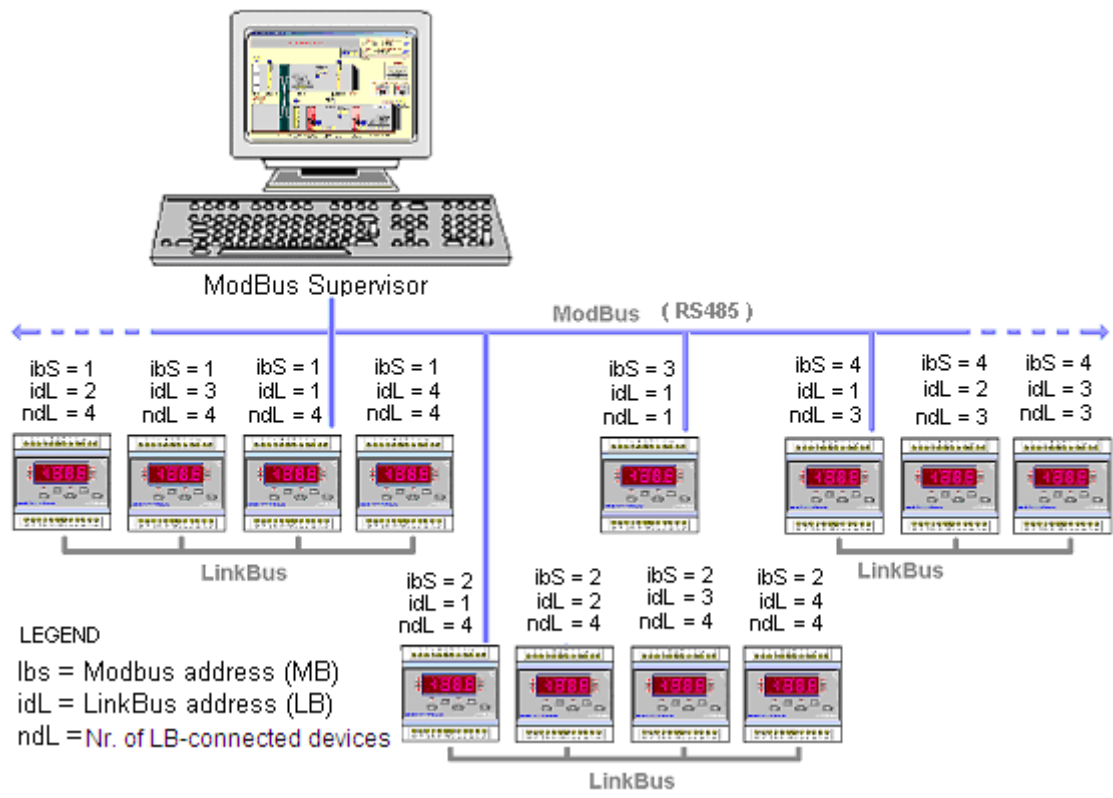 ModBus Supervisor
ModBus ( RS485 )
ibS = 1
idL = 2
ndL = 4
ibS = 1
idL = 3
ndL = 4
ibS = 1
idL = 1
ndL = 4
ibS = 1
idL = 4
ndL = 4
ibS = 3
idL = 1
ndL = 1
ibS = 4
idL = 1
ndL = 3
ibS = 4
idL = 2
ndL = 3
ibS = 4
idL = 3
ndL = 3
LinkBus
LinkBus
ibS = 2
idL = 1
ndL = 4
ibS = 2
idL = 2
ndL = 4
ibS = 2
idL = 3
ndL = 4
ibS = 2
idL = 4
ndL = 4
LEGEND
Ibs = Modbus address (MB)
idL = LinkBus address (LB)
ndL = Nr. of LB-connected devices
LinkBus